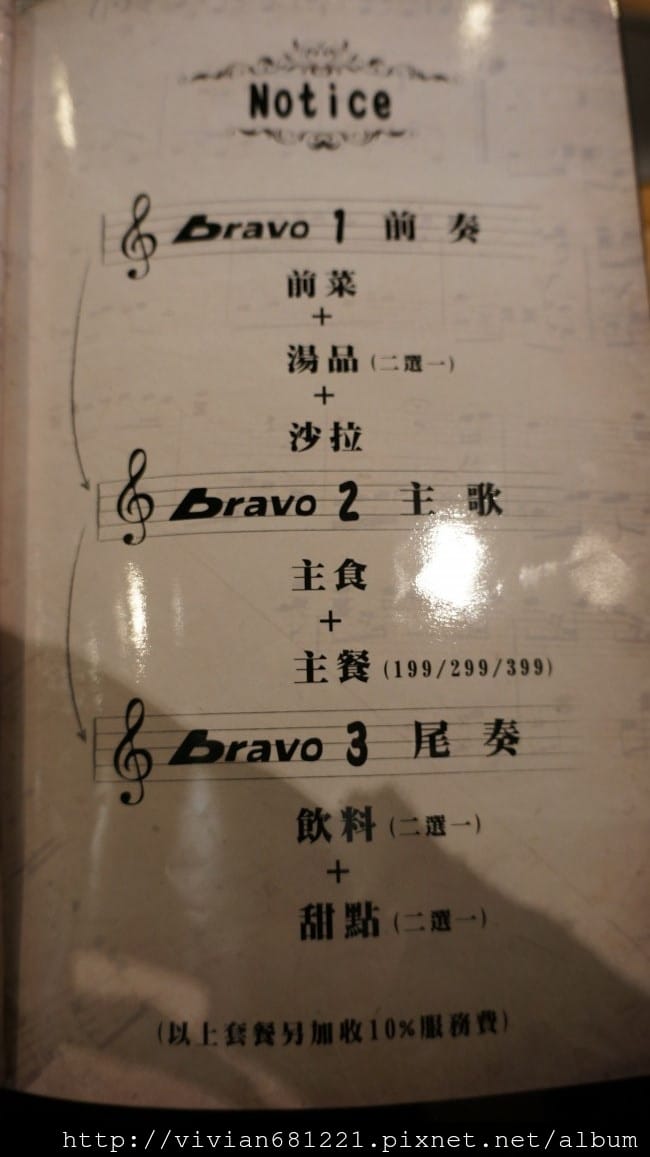 Notice
bravo 1 前奏
前菜
+
湯品 (二選一)
+
沙拉
bravo 2 主歌
主食
+
主餐 (199/299/399)
bravo 3 尾奏
飲料 (二選一)
+
甜點 (二選一)
(以上套餐另加收10%服務費)
http://vivian681221.pixnet.net/album